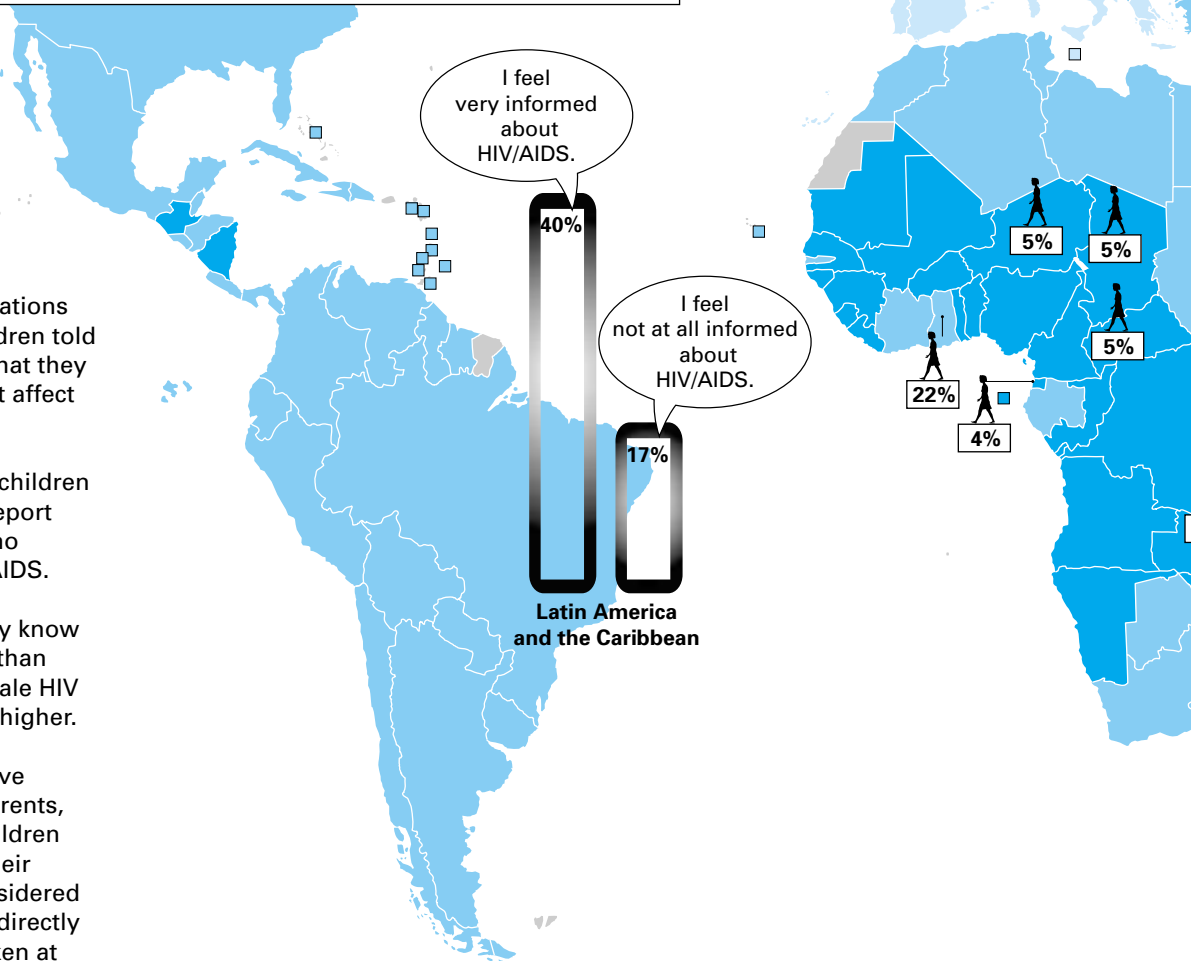 ations
dren told
hat they
t affect
children
eport
no
AIDS.
y know
than
ale HIV
higher.
ve
rents,
ldren
eir
sidered
directly
ken at
I feel
very informed
about
HIV/AIDS.
40%
I feel
not at all informed
about
HIV/AIDS.
17%
Latin America
and the Caribbean
5%
5%
5%
22%
4%